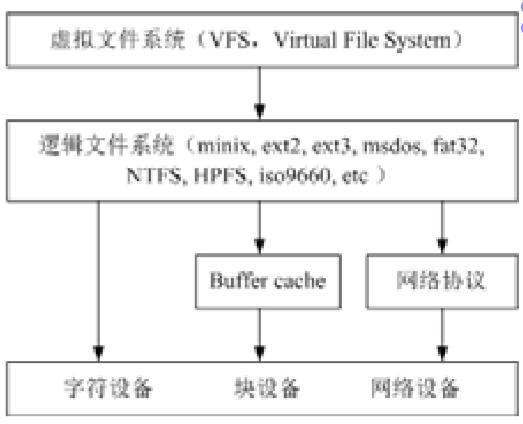 虚拟文件系统（VFS，Virtual File System）
逻辑文件系统（minix, ext2, ext3, msdos, fat32,
NTFS, HPFS, iso9660, etc ）
Buffer cache
网络协议
字符设备
块设备
网络设备